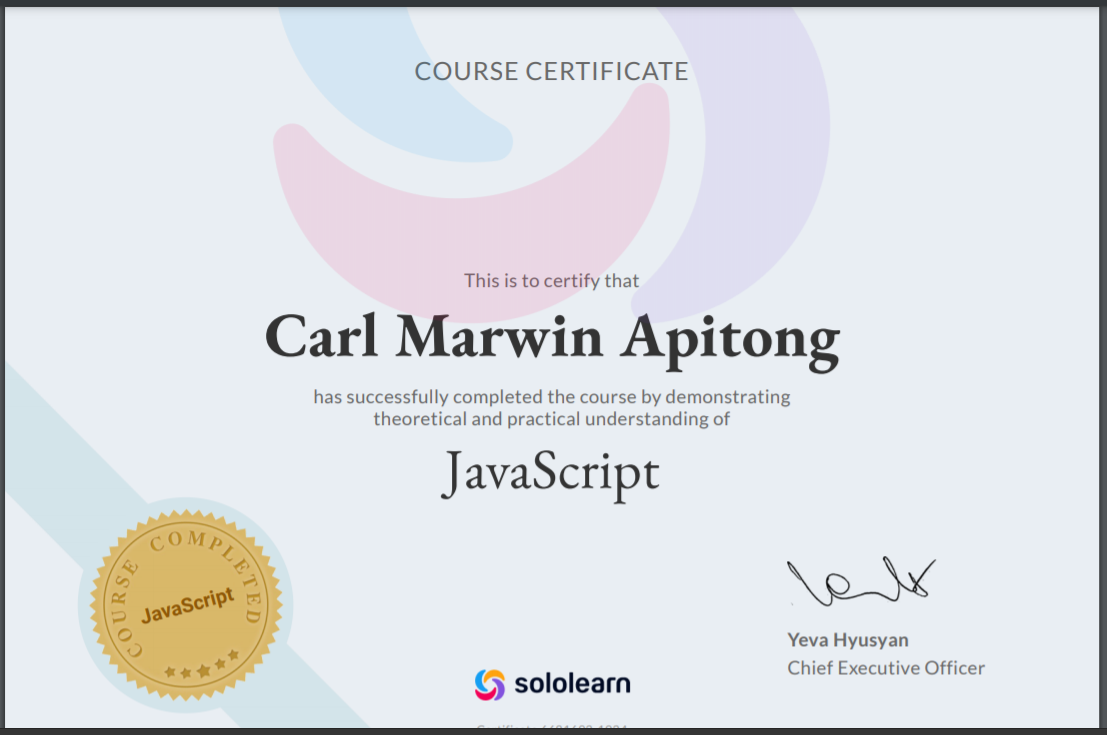 COURSE CERTIFICATE
This is to certify that
Carl Marwin Apitong
has successfully completed the course by demonstrating
theoretical and practical understanding of
JavaScript
COURSE COMPLETED
JavaScript
Yeva Hyusyan
Chief Executive Officer
sololearn